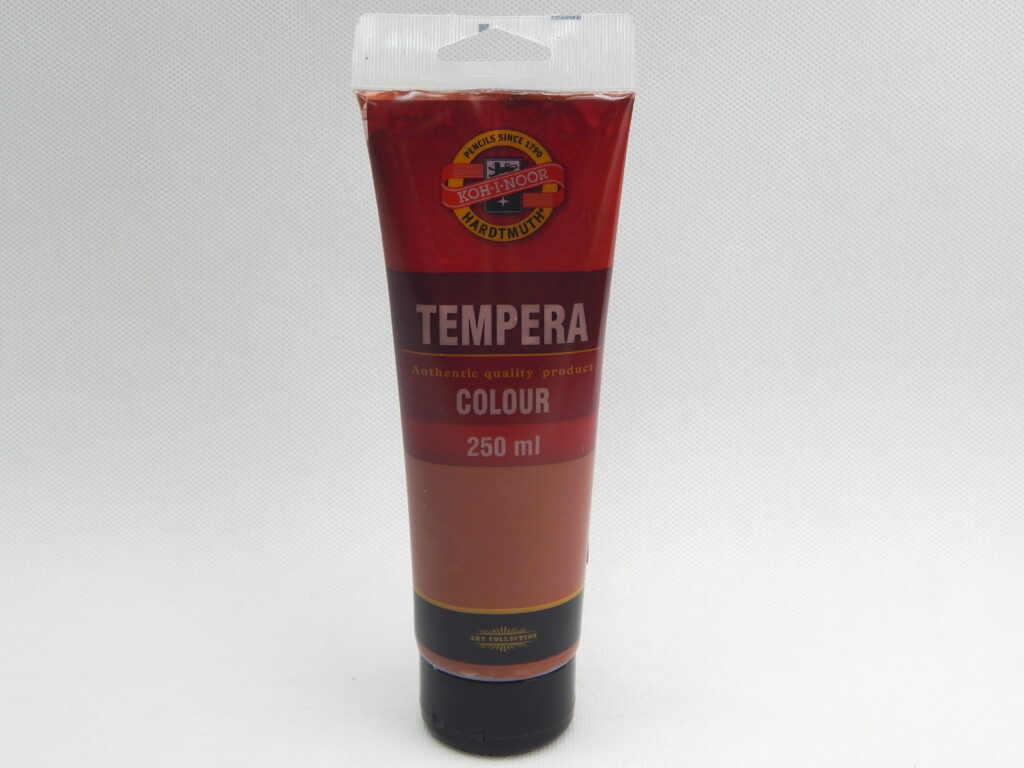 PENCILS SINCE 1790
KOH-I-NOOR
HARDTMUTH®
TEMPERA
Authentic quality product
COLOUR
250 ml
ART COLLECTION